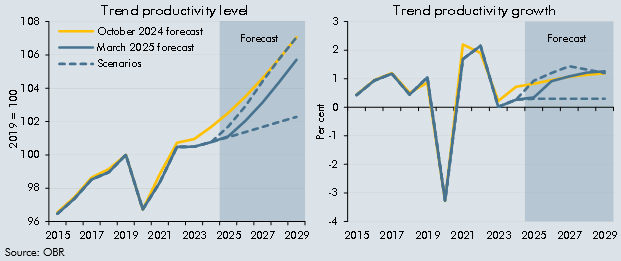 Trend productivity level
108
106
104
102
100
98
96
2019 = 100
October 2024 forecast
March 2025 forecast
Scenarios
Forecast
2015 2017 2019 2021 2023 2025 2027 2029
Trend productivity growth
3
2
1
0
-1
-2
-3
-4
Per cent
Forecast
2015 2017 2019 2021 2023 2025 2027 2029
Source: OBR